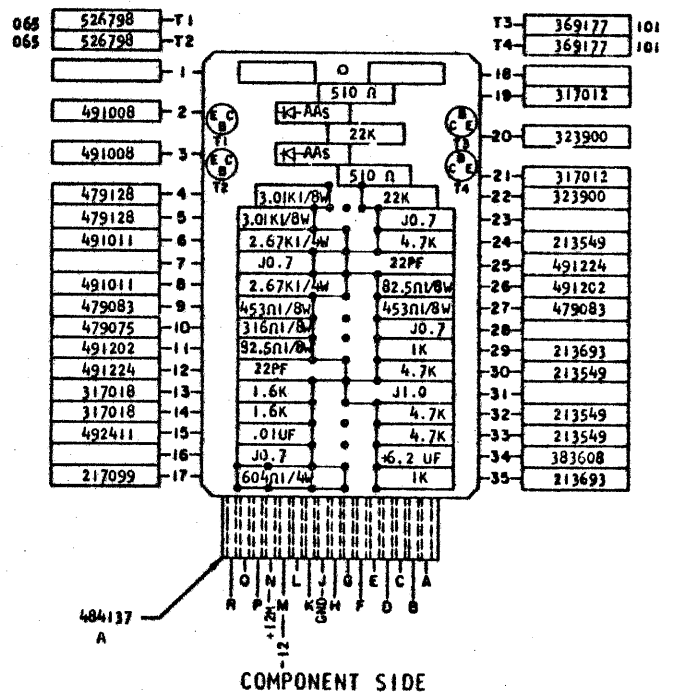 065 526798 T1
065 526798 T2
T3 369177 101
T4 369177 101
1
491008 2
491008 3
479128 4
479128 5
491011 6
7
491011 8
479083 9
479075 10
491202 11
491224 12
317018 13
317018 14
492411 15
16
217099 17
O
510 Ω
AAs
22K
AAs
510 Ω
E C B
T1
E C B
T2
B C E
T3
B C E
T4
3.01K1/8W 22K
3.01K1/8W J0.7
2.67K1/4W 4.7K
J0.7 22PF
2.67K1/4W 82.5Ω1/8W
453Ω1/8W 453Ω1/8W
316Ω1/8W J0.7
82.5Ω1/8W 1K
22PF 4.7K
1.6K J1.0
1.6K 4.7K
.01UF 4.7K
J0.7 +6.2 UF
604Ω1/4W 1K
18
19 317012
20 323900
21 317012
22 323900
23
24 213549
25 491224
26 491202
27 479083
28
29 213693
30 213549
31
32 213549
33 213549
34 383608
35 213693
R Q P N M L K J H G F E D C B A
+12M
-12
GND
484137
A
COMPONENT SIDE